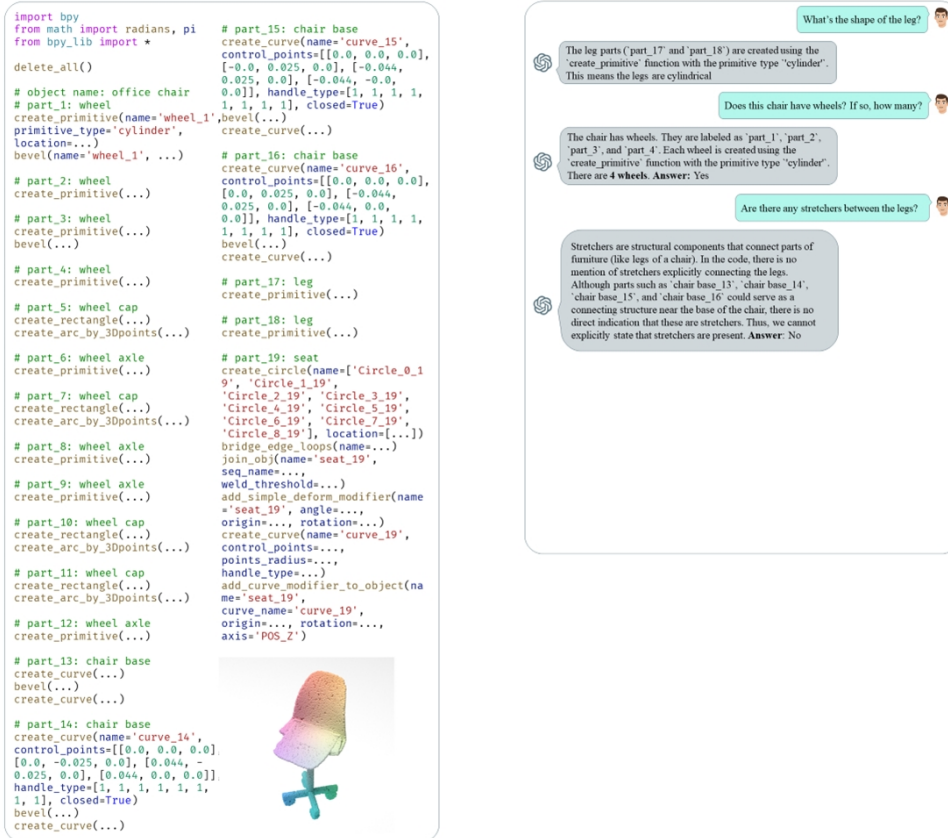 import bpy
from math import radians, pi
from bpy_lib import *
delete_all()
# object name: office chair
# part_1: wheel
create_primitive(name='wheel_1',
primitive_type='cylinder',
location=...)
bevel(name='wheel_1', ...)
# part_2: wheel
create_primitive(...)
# part_3: wheel
create_primitive(...)
bevel(...)
# part_4: wheel
create_primitive(...)
# part_5: wheel cap
create_rectangle(...)
create_arc_by_3Dpoints(...)
# part_6: wheel axle
create_primitive(...)
# part_7: wheel cap
create_rectangle(...)
create_arc_by_3Dpoints(...)
# part_8: wheel axle
create_primitive(...)
# part_9: wheel axle
create_primitive(...)
# part_10: wheel cap
create_rectangle(...)
create_arc_by_3Dpoints(...)
# part_11: wheel cap
create_rectangle(...)
create_arc_by_3Dpoints(...)
# part_12: wheel axle
create_primitive(...)
# part_13: chair base
create_curve(...)
bevel(...)
create_curve(...)
# part_14: chair base
create_curve(name='curve_14',
control_points=[[0.0, 0.0, 0.0],
[0.0, -0.025, 0.0], [0.044, -
0.025, 0.0], [0.044, 0.0, 0.0]],
handle_type=[1, 1, 1, 1, 1, 1,
1, 1], closed=True)
bevel(...)
create_curve(...)
# part_15: chair base
create_curve(name='curve_15',
control_points=[[0.0, 0.0, 0.0],
[-0.0, 0.025, 0.0], [-0.044,
0.025, 0.0], [-0.044, -0.0,
0.0]], handle_type=[1, 1, 1, 1,
1, 1, 1, 1], closed=True)
bevel(...)
create_curve(...)
# part_16: chair base
create_curve(name='curve_16',
control_points=[[0.0, 0.0, 0.0],
[0.0, 0.025, 0.0], [-0.044,
0.025, 0.0], [-0.044, 0.0,
0.0]], handle_type=[1, 1, 1, 1,
1, 1, 1, 1], closed=True)
bevel(...)
create_curve(...)
# part_17: leg
create_primitive(...)
# part_18: leg
create_primitive(...)
# part_19: seat
create_circle(name=['Circle_0_1
9', 'Circle_1_19',
'Circle_2_19', 'Circle_3_19',
'Circle_4_19', 'Circle_5_19',
'Circle_6_19', 'Circle_7_19',
'Circle_8_19'], location=[...])
bridge_edge_loops(name=...)
join_obj(name='seat_19',
seq_name=...,
weld_threshold=...)
add_simple_deform_modifier(name
='seat_19', angle=...,
origin=..., rotation=...)
create_curve(name='curve_19',
control_points=...,
points_radius=...,
handle_type=...)
add_curve_modifier_to_object(na
me='seat_19',
curve_name='curve_19',
origin=..., rotation=...,
axis='POS_Z')
What's the shape of the leg?
The leg parts (`part_17` and `part_18`) are created using the
`create_primitive` function with the primitive type `"cylinder"`.
This means the legs are cylindrical
Does this chair have wheels? If so, how many?
The chair has wheels. They are labeled as `part_1`, `part_2`,
`part_3`, and `part_4`. Each wheel is created using the
`create_primitive` function with the primitive type `"cylinder"`.
There are 4 wheels. Answer: Yes
Are there any stretchers between the legs?
Stretchers are structural components that connect parts of
furniture (like legs of a chair). In the code, there is no
mention of stretchers explicitly connecting the legs.
Although parts such as `chair base_13`, `chair base_14`,
`chair base_15`, and `chair base_16` could serve as a
connecting structure near the base of the chair, there is no
direct indication that these are stretchers. Thus, we cannot
explicitly state that stretchers are present. Answer: No